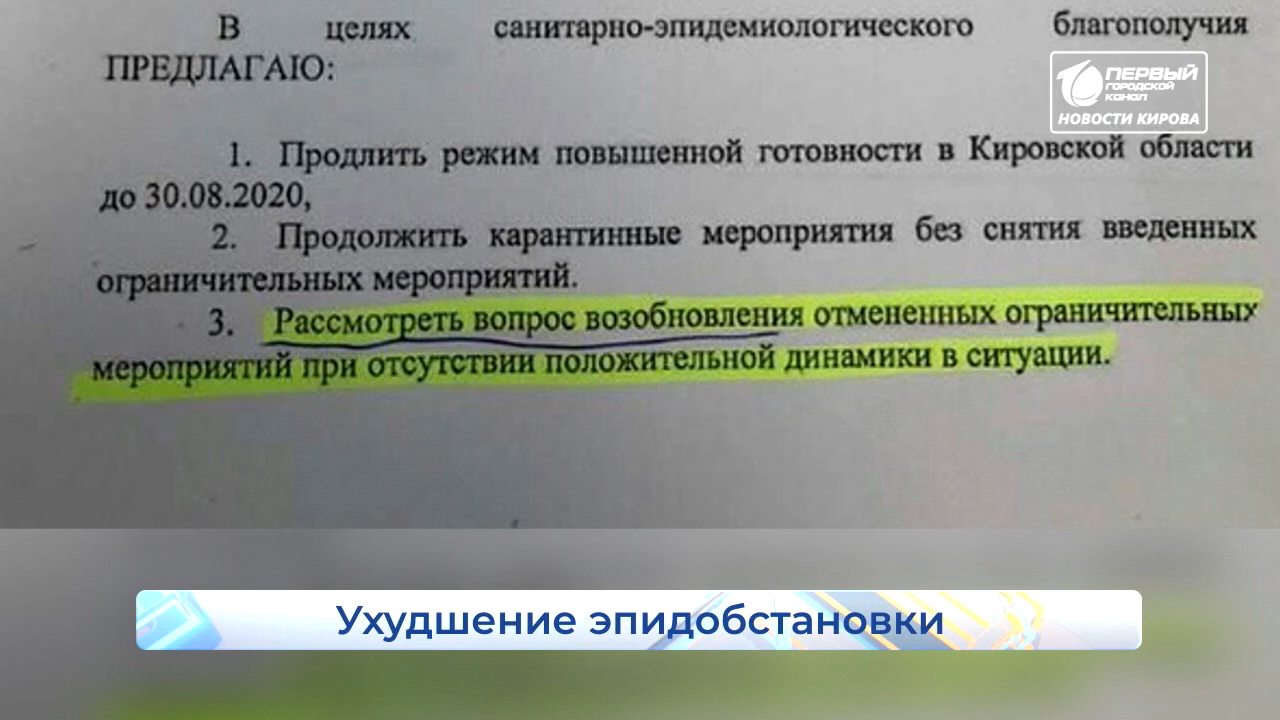 В целях санитарно-эпидемиологического благополучия
ПРЕДЛАГАЮ:
ПЕРВЫЙ
ГОРОДСКОЙ
КАНАЛ
НОВОСТИ КИРОВА
1. Продлить режим повышенной готовности в Кировской области
до 30.08.2020,
2. Продолжить карантинные мероприятия без снятия введенных
ограничительных мероприятий.
3. Рассмотреть вопрос возобновления отмененных ограничительных
мероприятий при отсутствии положительной динамики в ситуации.
Ухудшение эпидобстановки